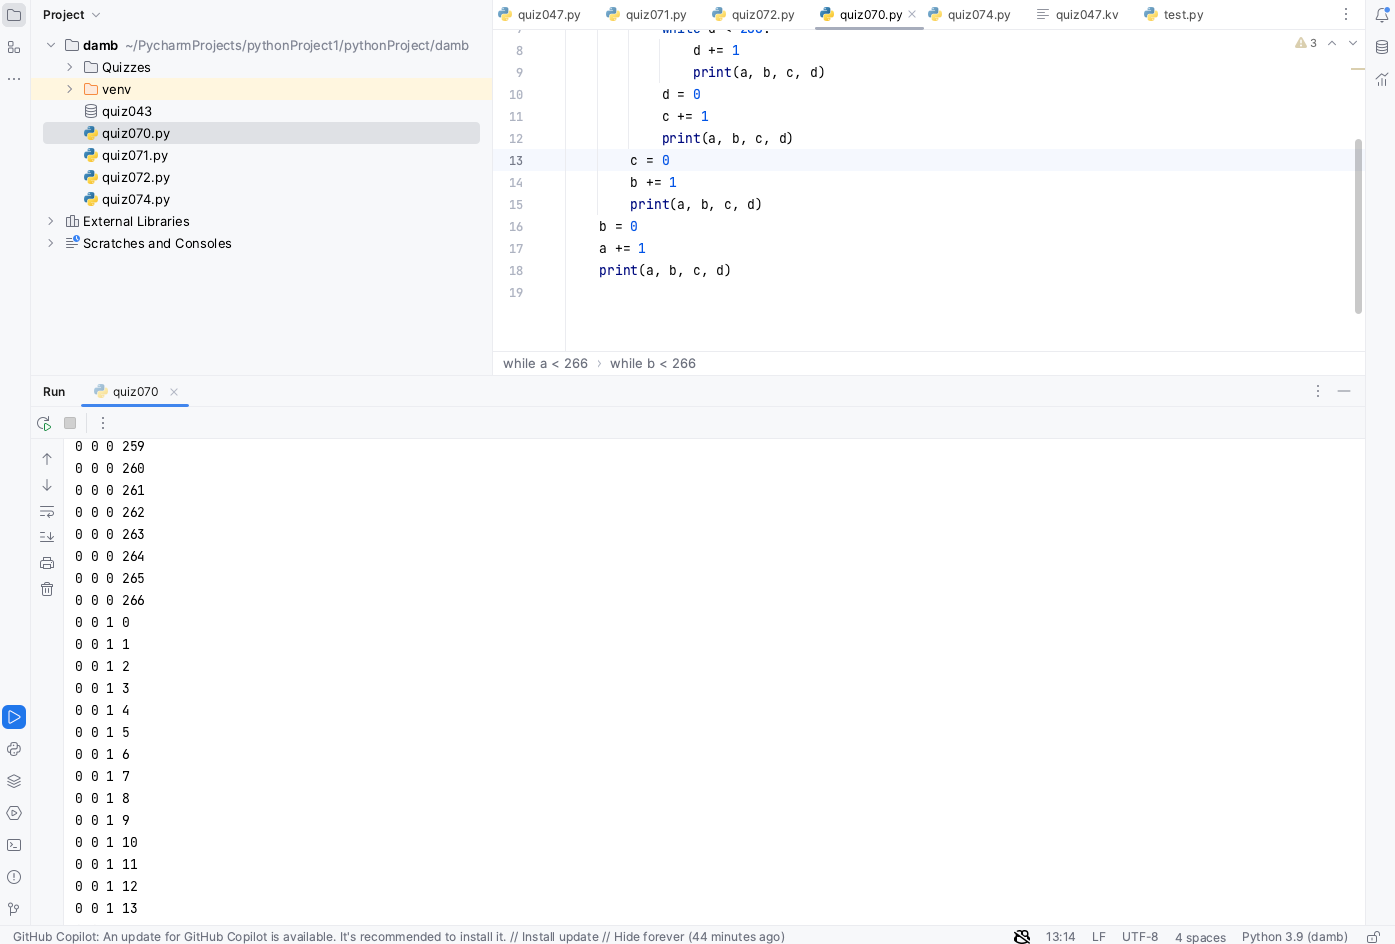 Project
damb ~/PycharmProjects/pythonProject1/pythonProject/damb
Quizzes
venv
quiz043
quiz070.py
quiz071.py
quiz072.py
quiz074.py
External Libraries
Scratches and Consoles
quiz047.py quiz071.py quiz072.py quiz070.py quiz074.py quiz047.kv test.py
3
7 while d < 266:
8 d += 1
9 print(a, b, c, d)
10 d = 0
11 c += 1
12 print(a, b, c, d)
13 c = 0
14 b += 1
15 print(a, b, c, d)
16 b = 0
17 a += 1
18 print(a, b, c, d)
19
while a < 266 › while b < 266
Run quiz070
0 0 0 259
0 0 0 260
0 0 0 261
0 0 0 262
0 0 0 263
0 0 0 264
0 0 0 265
0 0 0 266
0 0 1 0
0 0 1 1
0 0 1 2
0 0 1 3
0 0 1 4
0 0 1 5
0 0 1 6
0 0 1 7
0 0 1 8
0 0 1 9
0 0 1 10
0 0 1 11
0 0 1 12
0 0 1 13
GitHub Copilot: An update for GitHub Copilot is available. It's recommended to install it. // Install update // Hide forever (44 minutes ago) 13:14 LF UTF-8 4 spaces Python 3.9 (damb)